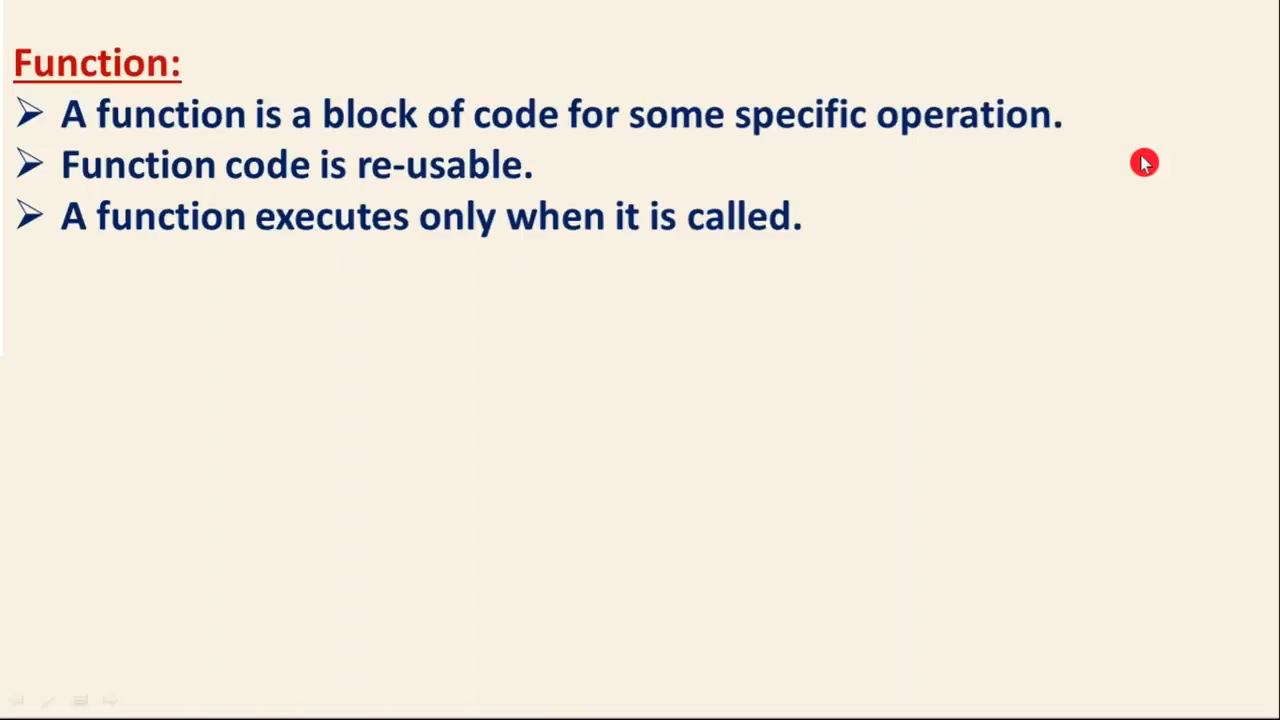 Function:
➢ A function is a block of code for some specific operation.
➢ Function code is re-usable.
➢ A function executes only when it is called.